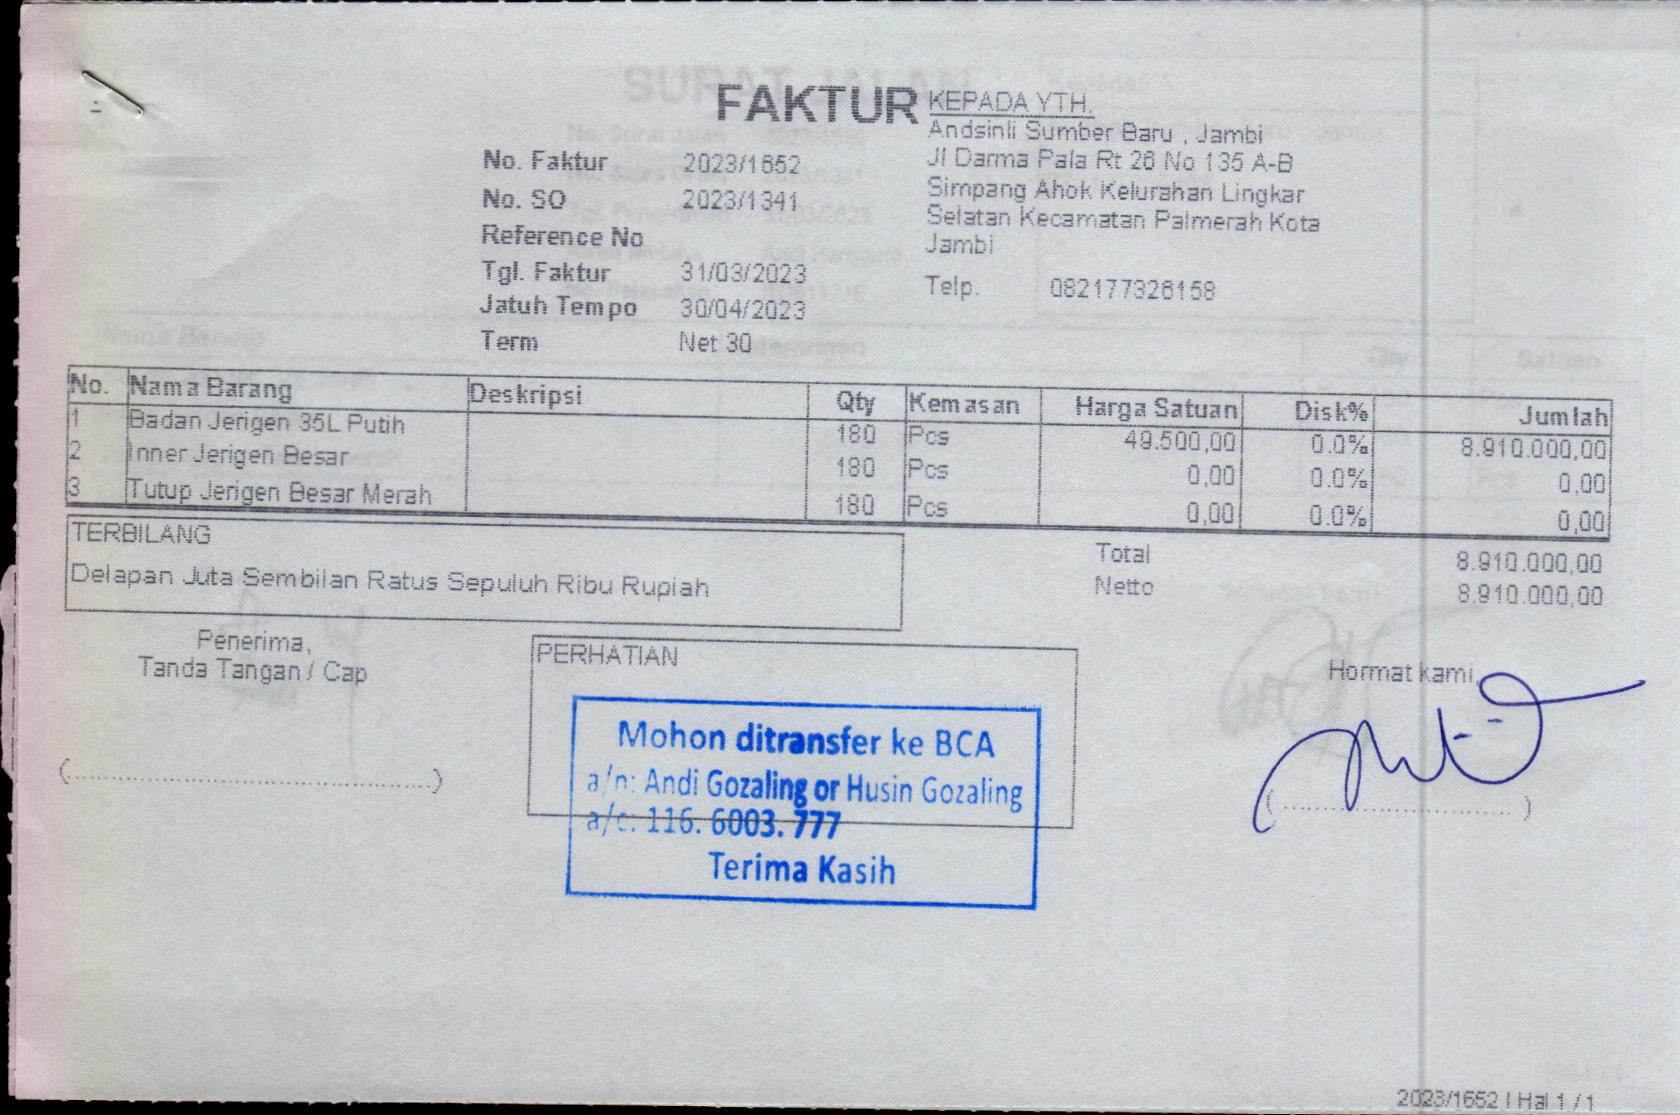 FAKTUR
No. Faktur 2023/1652
No. SO 2023/1341
Reference No
Tgl. Faktur 31/03/2023
Jatuh Tempo 30/04/2023
Term Net 30
KEPADA YTH.
Andsinli Sumber Baru , Jambi
Jl Darma Pala Rt 26 No 135 A-B
Simpang Ahok Kelurahan Lingkar
Selatan Kecamatan Palmerah Kota
Jambi
Telp. 082177326158
No. Nama Barang Deskripsi Qty Kemasan Harga Satuan Disk% Jumlah
1 Badan Jerigen 35L Putih 180 Pcs 49.500,00 0.0% 8.910.000,00
2 Inner Jerigen Besar 180 Pcs 0,00 0.0% 0,00
3 Tutup Jerigen Besar Merah 180 Pcs 0,00 0.0% 0,00
TERBILANG
Delapan Juta Sembilan Ratus Sepuluh Ribu Rupiah
Total 8.910.000,00
Netto 8.910.000,00
Penerima,
Tanda Tangan / Cap
(..............................................)
PERHATIAN
Mohon ditransfer ke BCA
a/n: Andi Gozaling or Husin Gozaling
a/c: 116. 6003. 777
Terima Kasih
Hormat kami,
(..............................)
2023/1652 | Hal 1 / 1